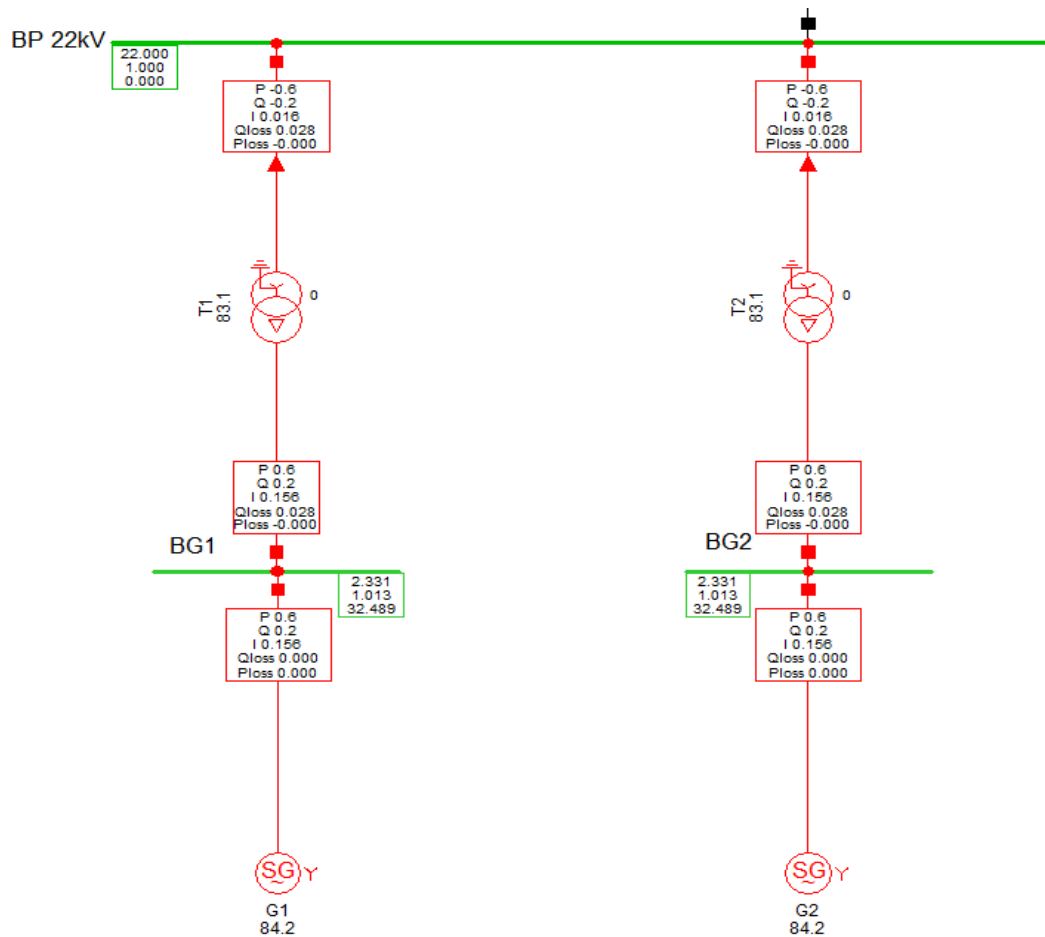 BP 22kV
22.000
1.000
0.000
P -0.6
Q -0.2
I 0.016
Qloss 0.028
Ploss -0.000
P -0.6
Q -0.2
I 0.016
Qloss 0.028
Ploss -0.000
T1
83.1
0
T2
83.1
0
P 0.6
Q 0.2
I 0.156
Qloss 0.028
Ploss -0.000
P 0.6
Q 0.2
I 0.156
Qloss 0.028
Ploss -0.000
BG1
2.331
1.013
32.489
BG2
2.331
1.013
32.489
P 0.6
Q 0.2
I 0.156
Qloss 0.000
Ploss 0.000
P 0.6
Q 0.2
I 0.156
Qloss 0.000
Ploss 0.000
SG Y
G1
84.2
SG Y
G2
84.2